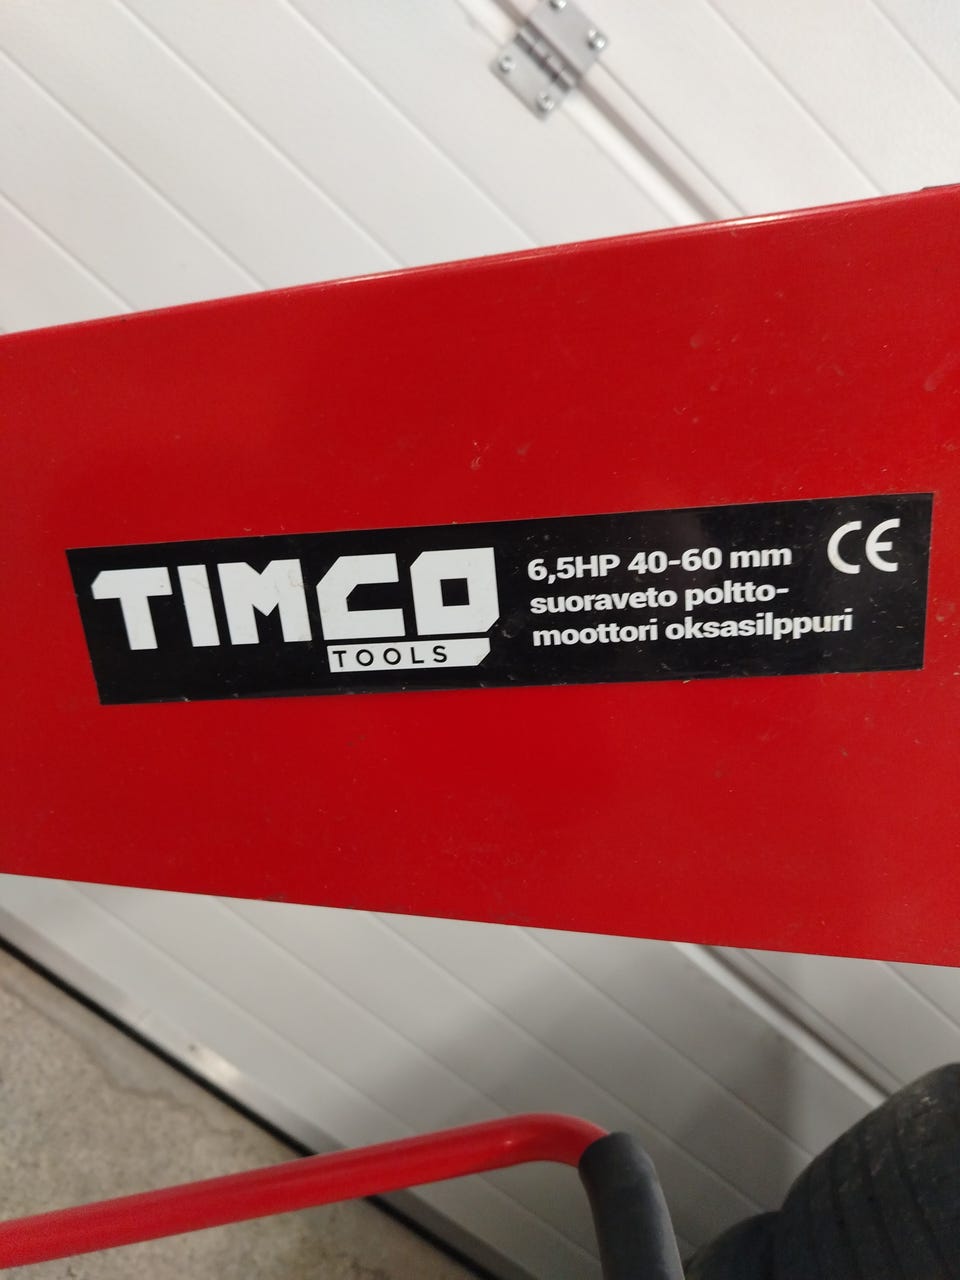 TIMCO
TOOLS
6,5HP 40-60 mm
suoraveto poltto-
moottori oksasilppuri
CE